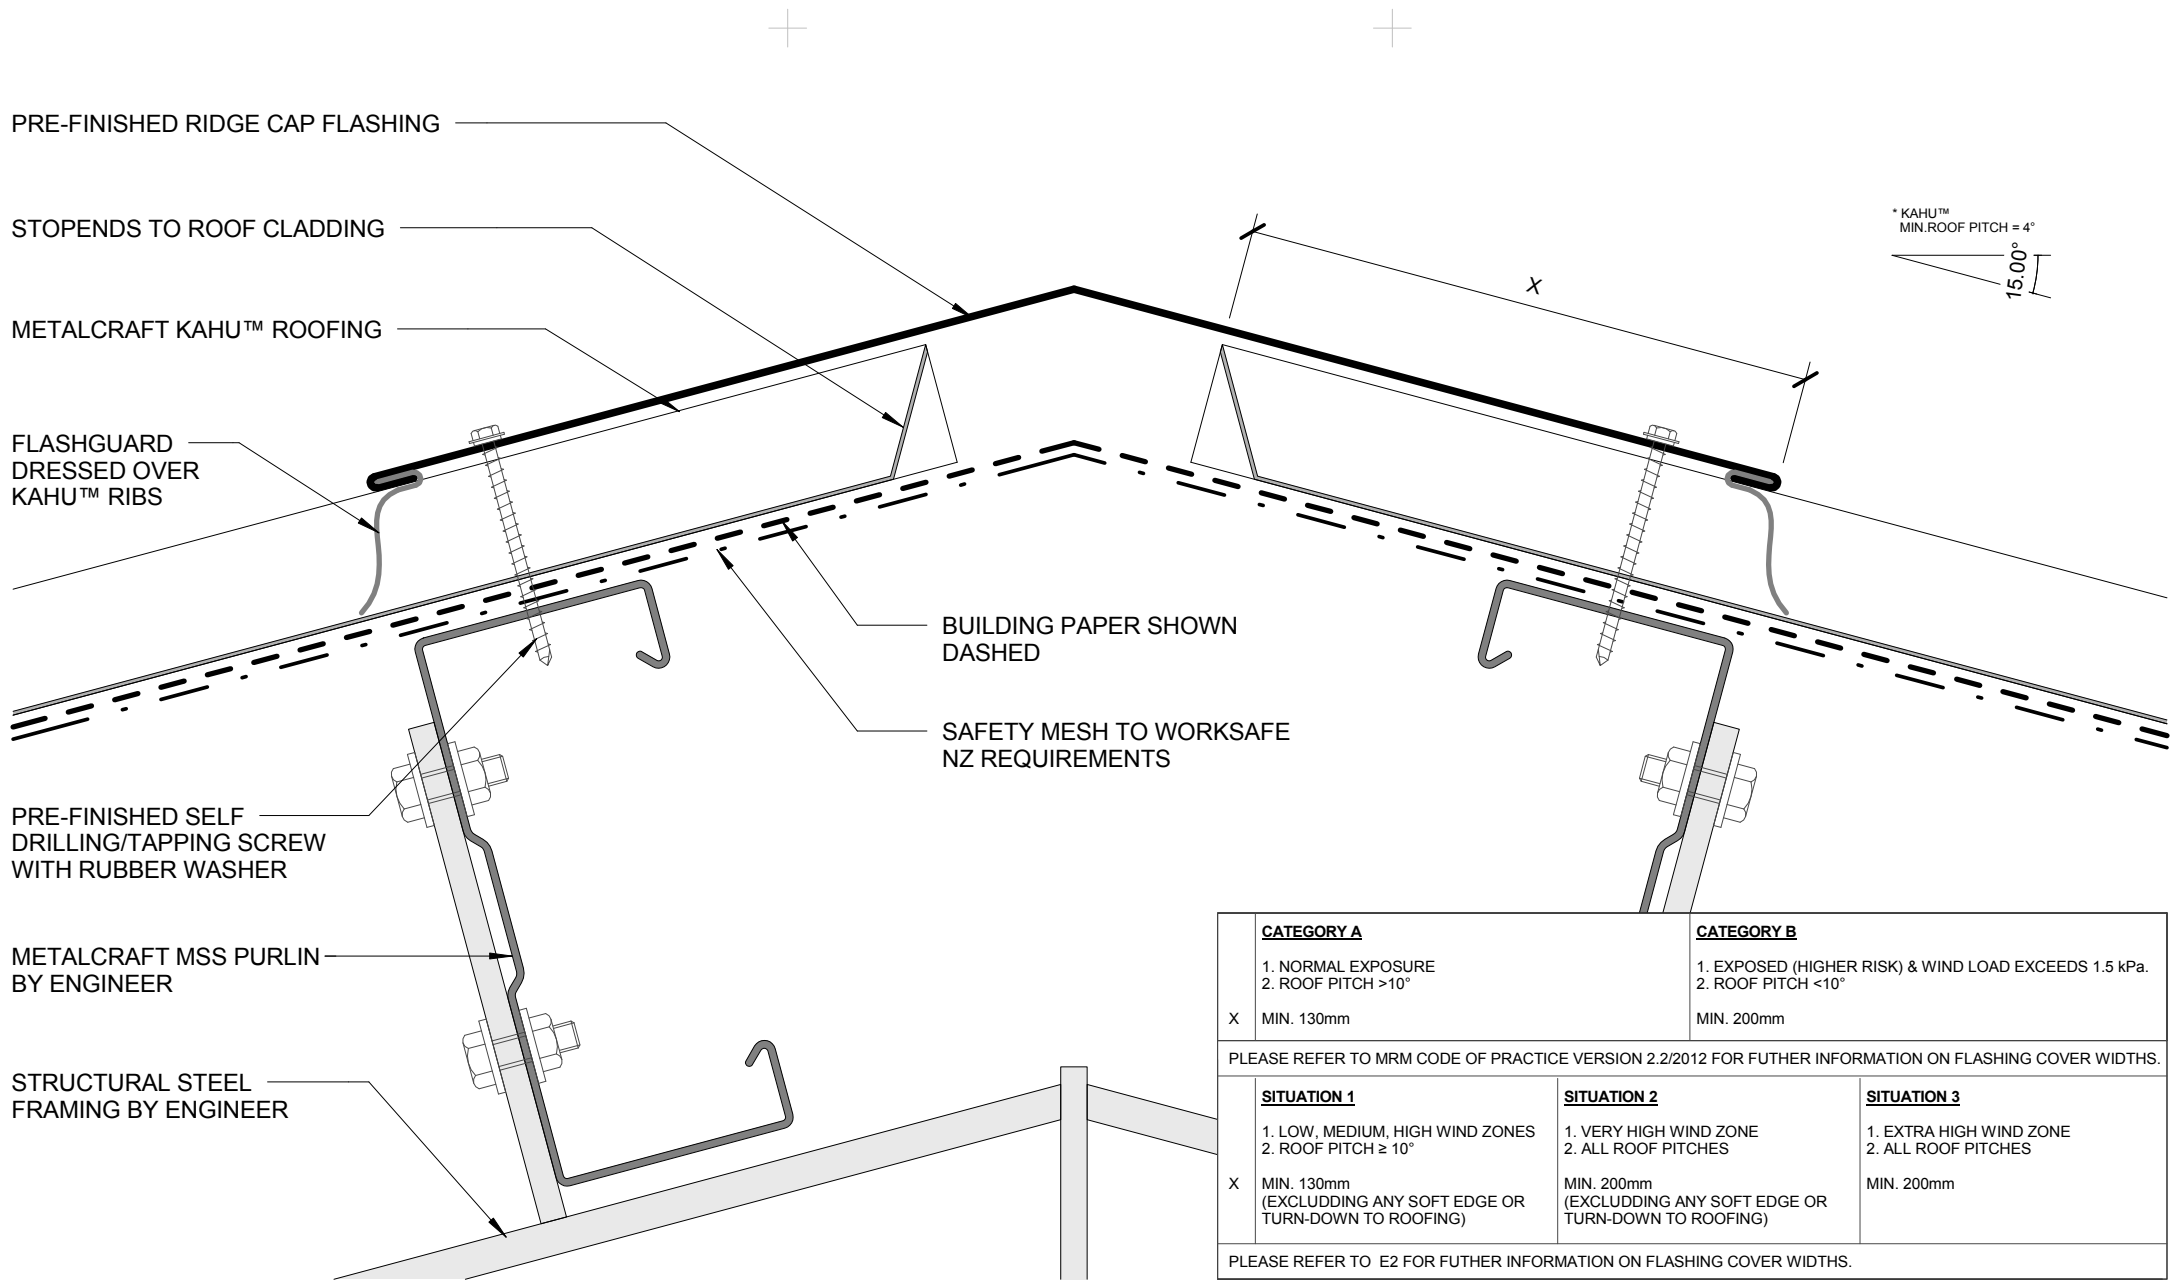 PRE-FINISHED RIDGE CAP FLASHING
STOPENDS TO ROOF CLADDING
METALCRAFT KAHU™ ROOFING
FLASHGUARD
DRESSED OVER
KAHU™ RIBS
PRE-FINISHED SELF
DRILLING/TAPPING SCREW
WITH RUBBER WASHER
METALCRAFT MSS PURLIN
BY ENGINEER
STRUCTURAL STEEL
FRAMING BY ENGINEER
BUILDING PAPER SHOWN
DASHED
SAFETY MESH TO WORKSAFE
NZ REQUIREMENTS
X
* KAHU™
MIN.ROOF PITCH = 4°
15.00°
CATEGORY A
1. NORMAL EXPOSURE
2. ROOF PITCH >10°
X MIN. 130mm
CATEGORY B
1. EXPOSED (HIGHER RISK) & WIND LOAD EXCEEDS 1.5 kPa.
2. ROOF PITCH <10°
MIN. 200mm
PLEASE REFER TO MRM CODE OF PRACTICE VERSION 2.2/2012 FOR FUTHER INFORMATION ON FLASHING COVER WIDTHS.
SITUATION 1
1. LOW, MEDIUM, HIGH WIND ZONES
2. ROOF PITCH ≥ 10°
X MIN. 130mm
(EXCLUDDING ANY SOFT EDGE OR
TURN-DOWN TO ROOFING)
SITUATION 2
1. VERY HIGH WIND ZONE
2. ALL ROOF PITCHES
MIN. 200mm
(EXCLUDDING ANY SOFT EDGE OR
TURN-DOWN TO ROOFING)
SITUATION 3
1. EXTRA HIGH WIND ZONE
2. ALL ROOF PITCHES
MIN. 200mm
PLEASE REFER TO E2 FOR FUTHER INFORMATION ON FLASHING COVER WIDTHS.